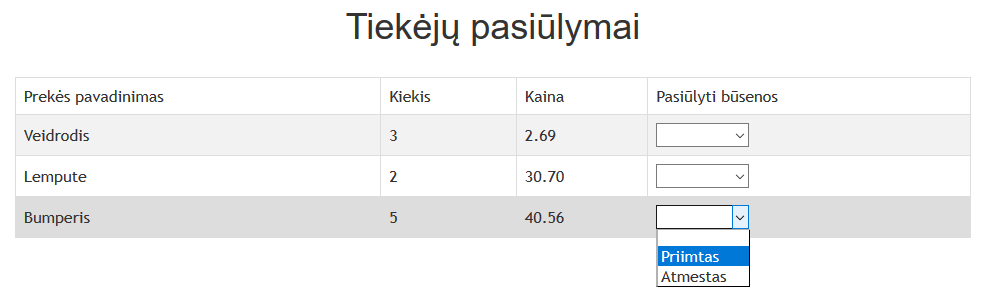 Tiekėjų pasiūlymai
Prekės pavadinimas Kiekis Kaina Pasiūlyti būsenos
Veidrodis 3 2.69
Lempute 2 30.70
Bumperis 5 40.56
Priimtas
Atmestas